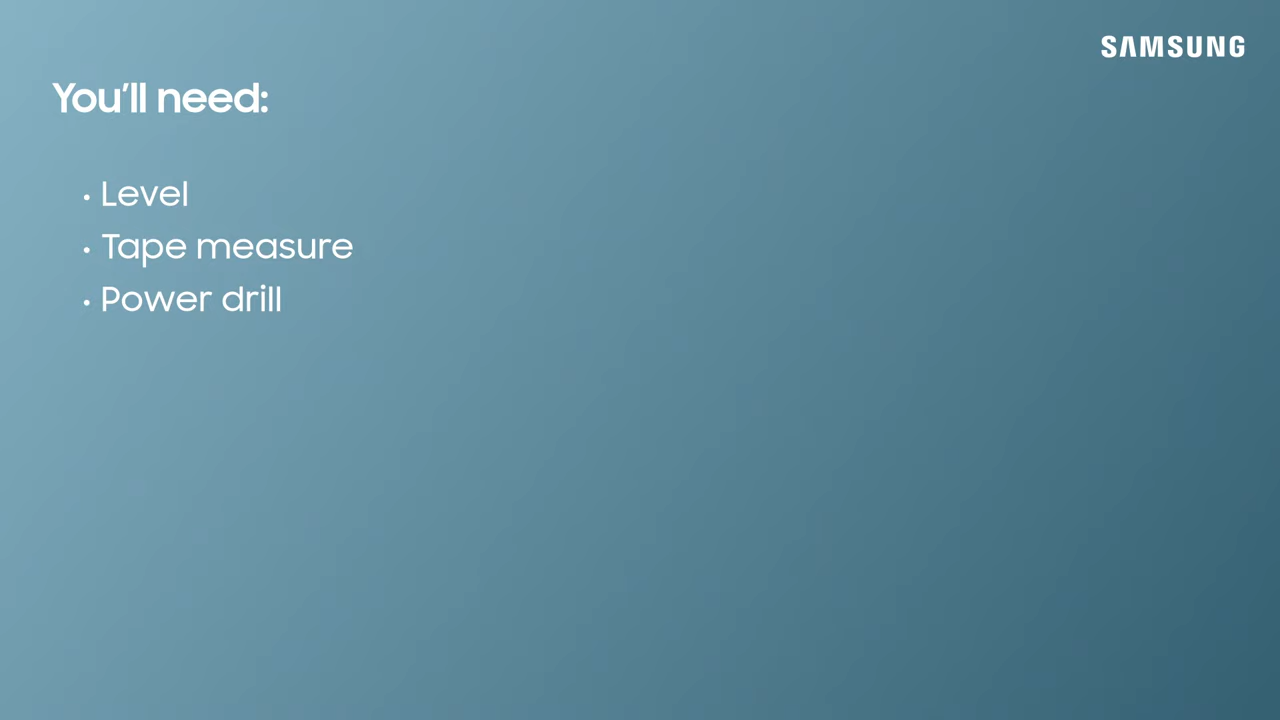 SAMSUNG
You'll need:
• Level
• Tape measure
• Power drill